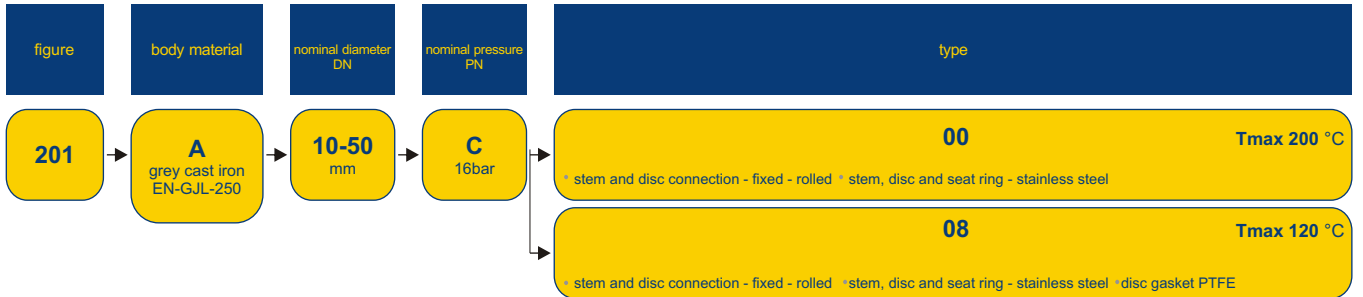 figure
body material
nominal diameter
DN
nominal pressure
PN
type
201
A
grey cast iron
EN-GJL-250
10-50
mm
C
16bar
00
Tmax 200 °C
• stem and disc connection - fixed - rolled • stem, disc and seat ring - stainless steel
08
Tmax 120 °C
• stem and disc connection - fixed - rolled •stem, disc and seat ring - stainless steel •disc gasket PTFE